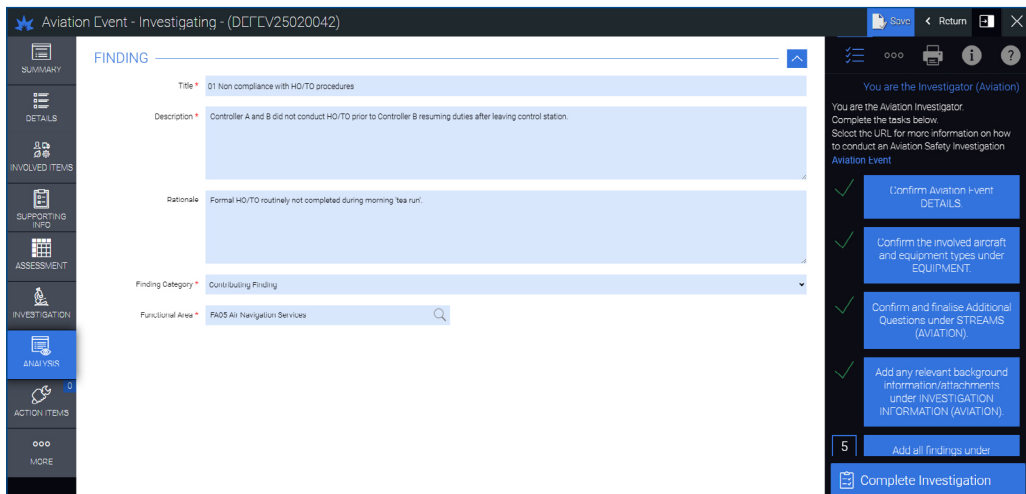 Aviation Event - Investigating - (DEFEV25020042)
Save
Return
SUMMARY
DETAILS
INVOLVED ITEMS
SUPPORTING
INFO
ASSESSMENT
INVESTIGATION
ANALYSIS
0
ACTION ITEMS
MORE
FINDING
Title *
01 Non compliance with HO/TO procedures
Description *
Controller A and B did not conduct HO/TO prior to Controller B resuming duties after leaving control station.
Rationale
Formal HO/TO routinely not completed during morning 'tea run'.
Finding Category *
Contributing Finding
Functional Area *
FA05 Air Navigation Services
You are the Investigator (Aviation)
You are the Aviation Investigator.
Complete the tasks below.
Select the URL for more information on how
to conduct an Aviation Safety Investigation
Aviation Event
Confirm Aviation Event
DETAILS.
Confirm the involved aircraft
and equipment types under
EQUIPMENT.
Confirm and finalise Additional
Questions under STREAMS
(AVIATION).
Add any relevant background
information/attachments
under INVESTIGATION
INFORMATION (AVIATION).
5
Add all findings under
Complete Investigation